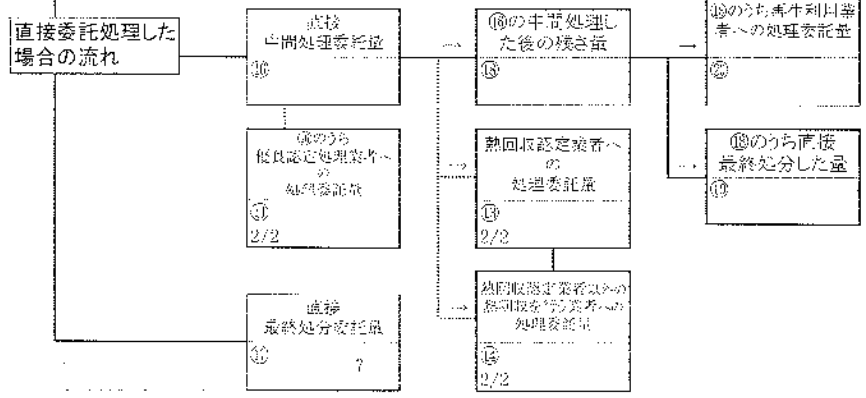 直接委託処理した
場合の流れ
直接
中間処理委託量
⑩
⑯の中間処理し
た後の残さ量
⑱
⑱のうち再生利用業
者への処理委託量
⑩のうち
優良認定処理業者へ
の
処理委託量
2/2
熱回収認定業者へ
の
処理委託量
⑬
2/2
⑱のうち直接
最終処分した量
⑲
直接
最終処分委託量
⑪
熱回収認定業者以外の
熱回収を行う業者への
処理委託量
⑭
2/2